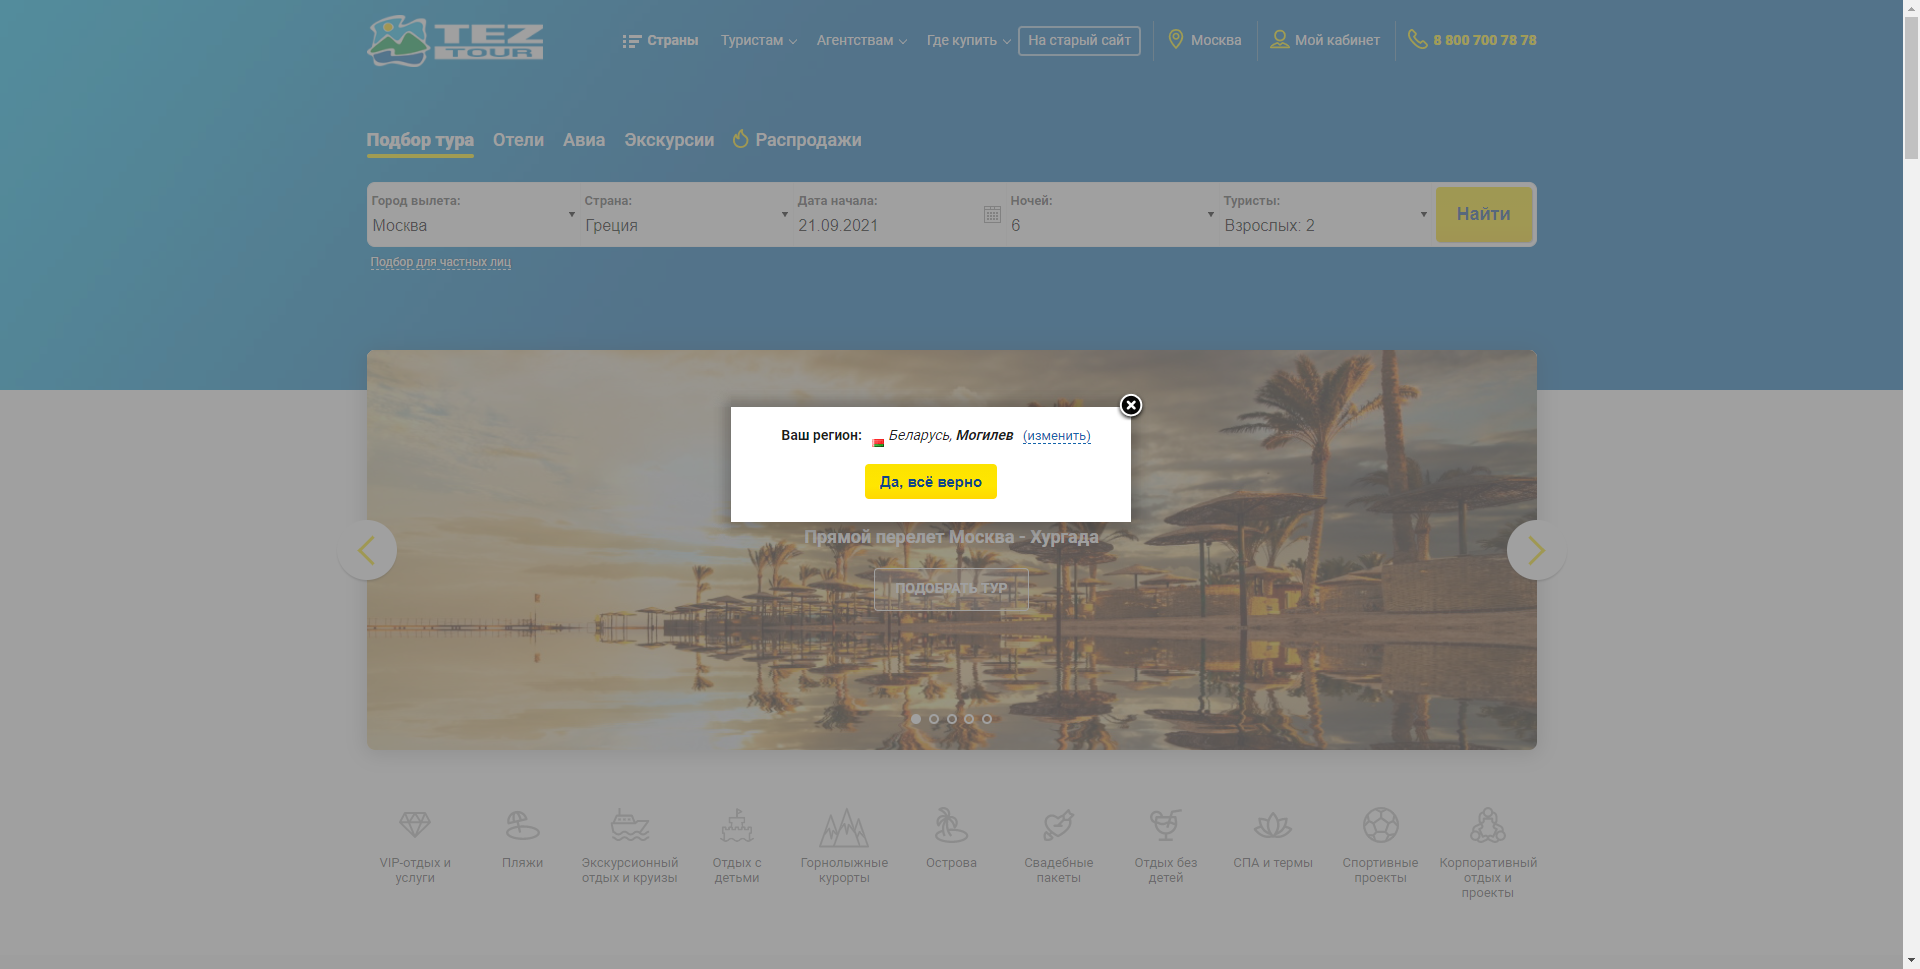 TEZ TOUR
Страны Туристам Агентствам Где купить На старый сайт Москва Мой кабинет 8 800 700 78 78
Подбор тура Отели Авиа Экскурсии Распродажи
Город вылета: Страна: Дата начала: Ночей: Туристы:
Москва Греция 21.09.2021 6 Взрослых: 2 Найти
Подбор для частных лиц
Ваш регион: Беларусь, Могилев (изменить)
Да, всё верно
Прямой перелет Москва - Хургада
ПОДОБРАТЬ ТУР
VIP-отдых и услуги
Пляжи
Экскурсионный отдых и круизы
Отдых с детьми
Горнолыжные курорты
Острова
Свадебные пакеты
Отдых без детей
СПА и термы
Спортивные проекты
Корпоративный отдых и проекты